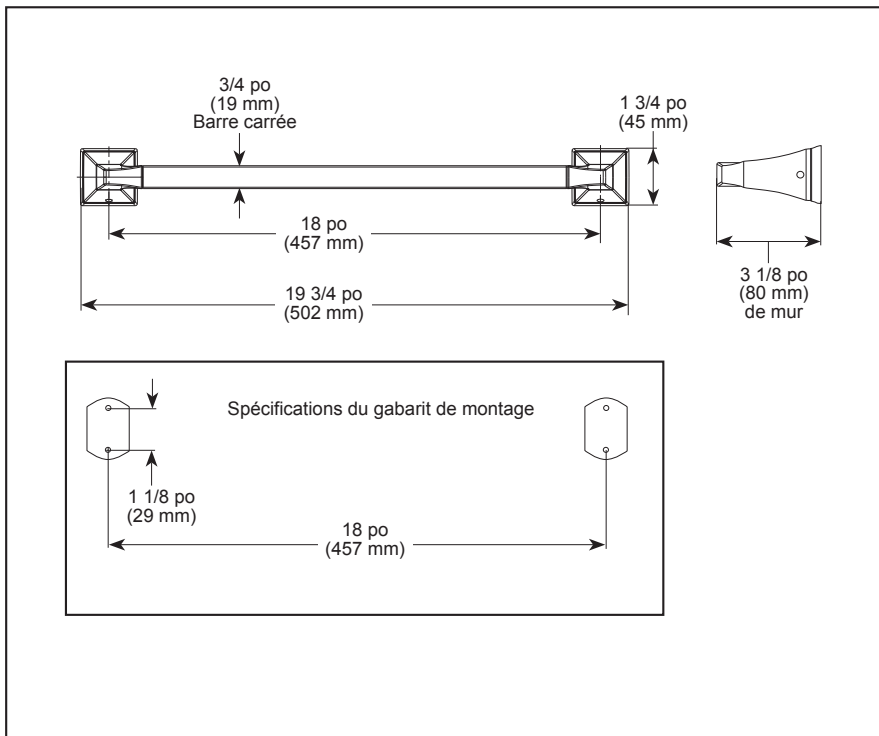 3/4 po
(19 mm)
Barre carrée
1 3/4 po
(45 mm)
18 po
(457 mm)
19 3/4 po
(502 mm)
3 1/8 po
(80 mm)
de mur
Spécifications du gabarit de montage
1 1/8 po
(29 mm)
18 po
(457 mm)